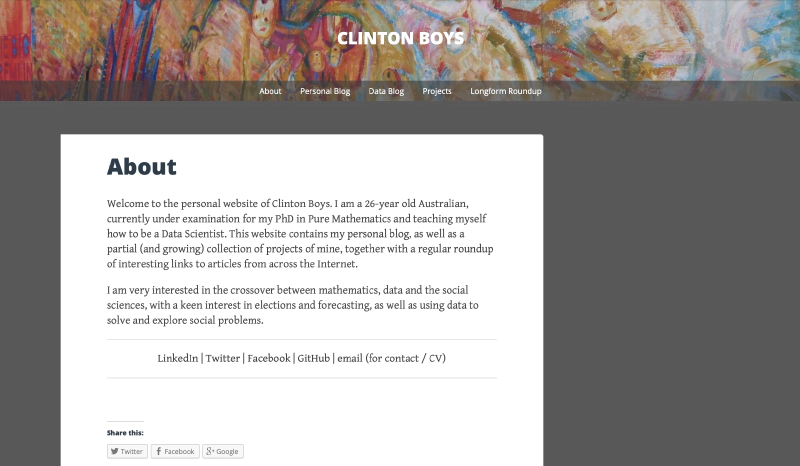 CLINTON BOYS
About Personal Blog Data Blog Projects Longform Roundup
About
Welcome to the personal website of Clinton Boys. I am a 26-year old Australian,
currently under examination for my PhD in Pure Mathematics and teaching myself
how to be a Data Scientist. This website contains my personal blog, as well as a
partial (and growing) collection of projects of mine, together with a regular roundup
of interesting links to articles from across the Internet.
I am very interested in the crossover between mathematics, data and the social
sciences, with a keen interest in elections and forecasting, as well as using data to
solve and explore social problems.
LinkedIn | Twitter | Facebook | GitHub | email (for contact / CV)
Share this:
Twitter Facebook Google